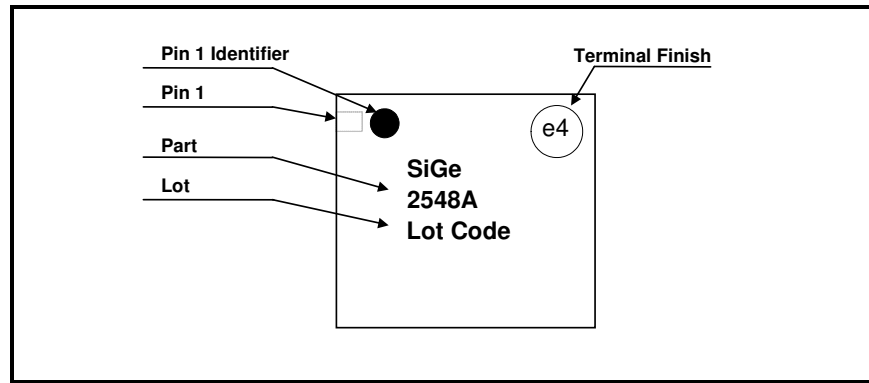 Pin 1 Identifier
Terminal Finish
Pin 1
e4
Part
SiGe
Lot
2548A
Lot Code